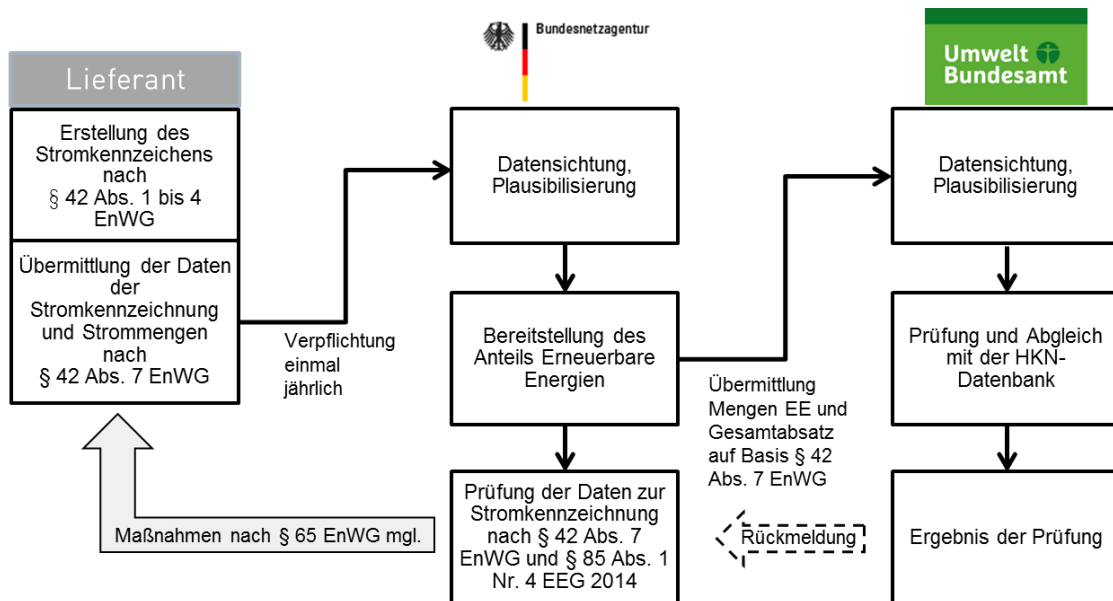 Bundesnetzagentur
Umwelt
Bundesamt
Lieferant
Erstellung des
Stromkennzeichens
nach
§ 42 Abs. 1 bis 4
EnWG
Übermittlung der Daten
der
Stromkennzeichnung
und Strommengen
nach
§ 42 Abs. 7 EnWG
Verpflichtung
einmal
jährlich
Datensichtung,
Plausibilisierung
Bereitstellung des
Anteils Erneuerbare
Energien
Prüfung der Daten zur
Stromkennzeichnung
nach § 42 Abs. 7
EnWG und § 85 Abs. 1
Nr. 4 EEG 2014
Maßnahmen nach § 65 EnWG mgl.
Übermittlung
Mengen EE und
Gesamtabsatz
auf Basis § 42
Abs. 7 EnWG
Rückmeldung
Datensichtung,
Plausibilisierung
Prüfung und Abgleich
mit der HKN-
Datenbank
Ergebnis der Prüfung